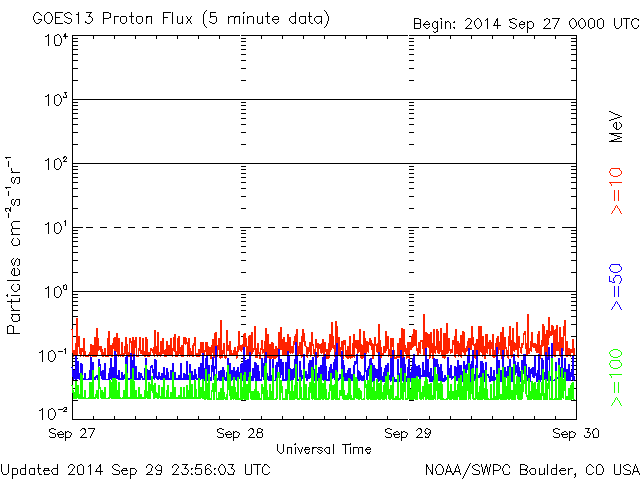 GOES13 Proton Flux (5 minute data)
Begin: 2014 Sep 27 0000 UTC
10⁴
10³
10²
10¹
10⁰
10⁻¹
10⁻²
Particles cm⁻²s⁻¹sr⁻¹
MeV
>=10
>=50
>=100
Sep 27
Sep 28
Sep 29
Sep 30
Universal Time
Updated 2014 Sep 29 23:56:03 UTC
NOAA/SWPC Boulder, CO USA